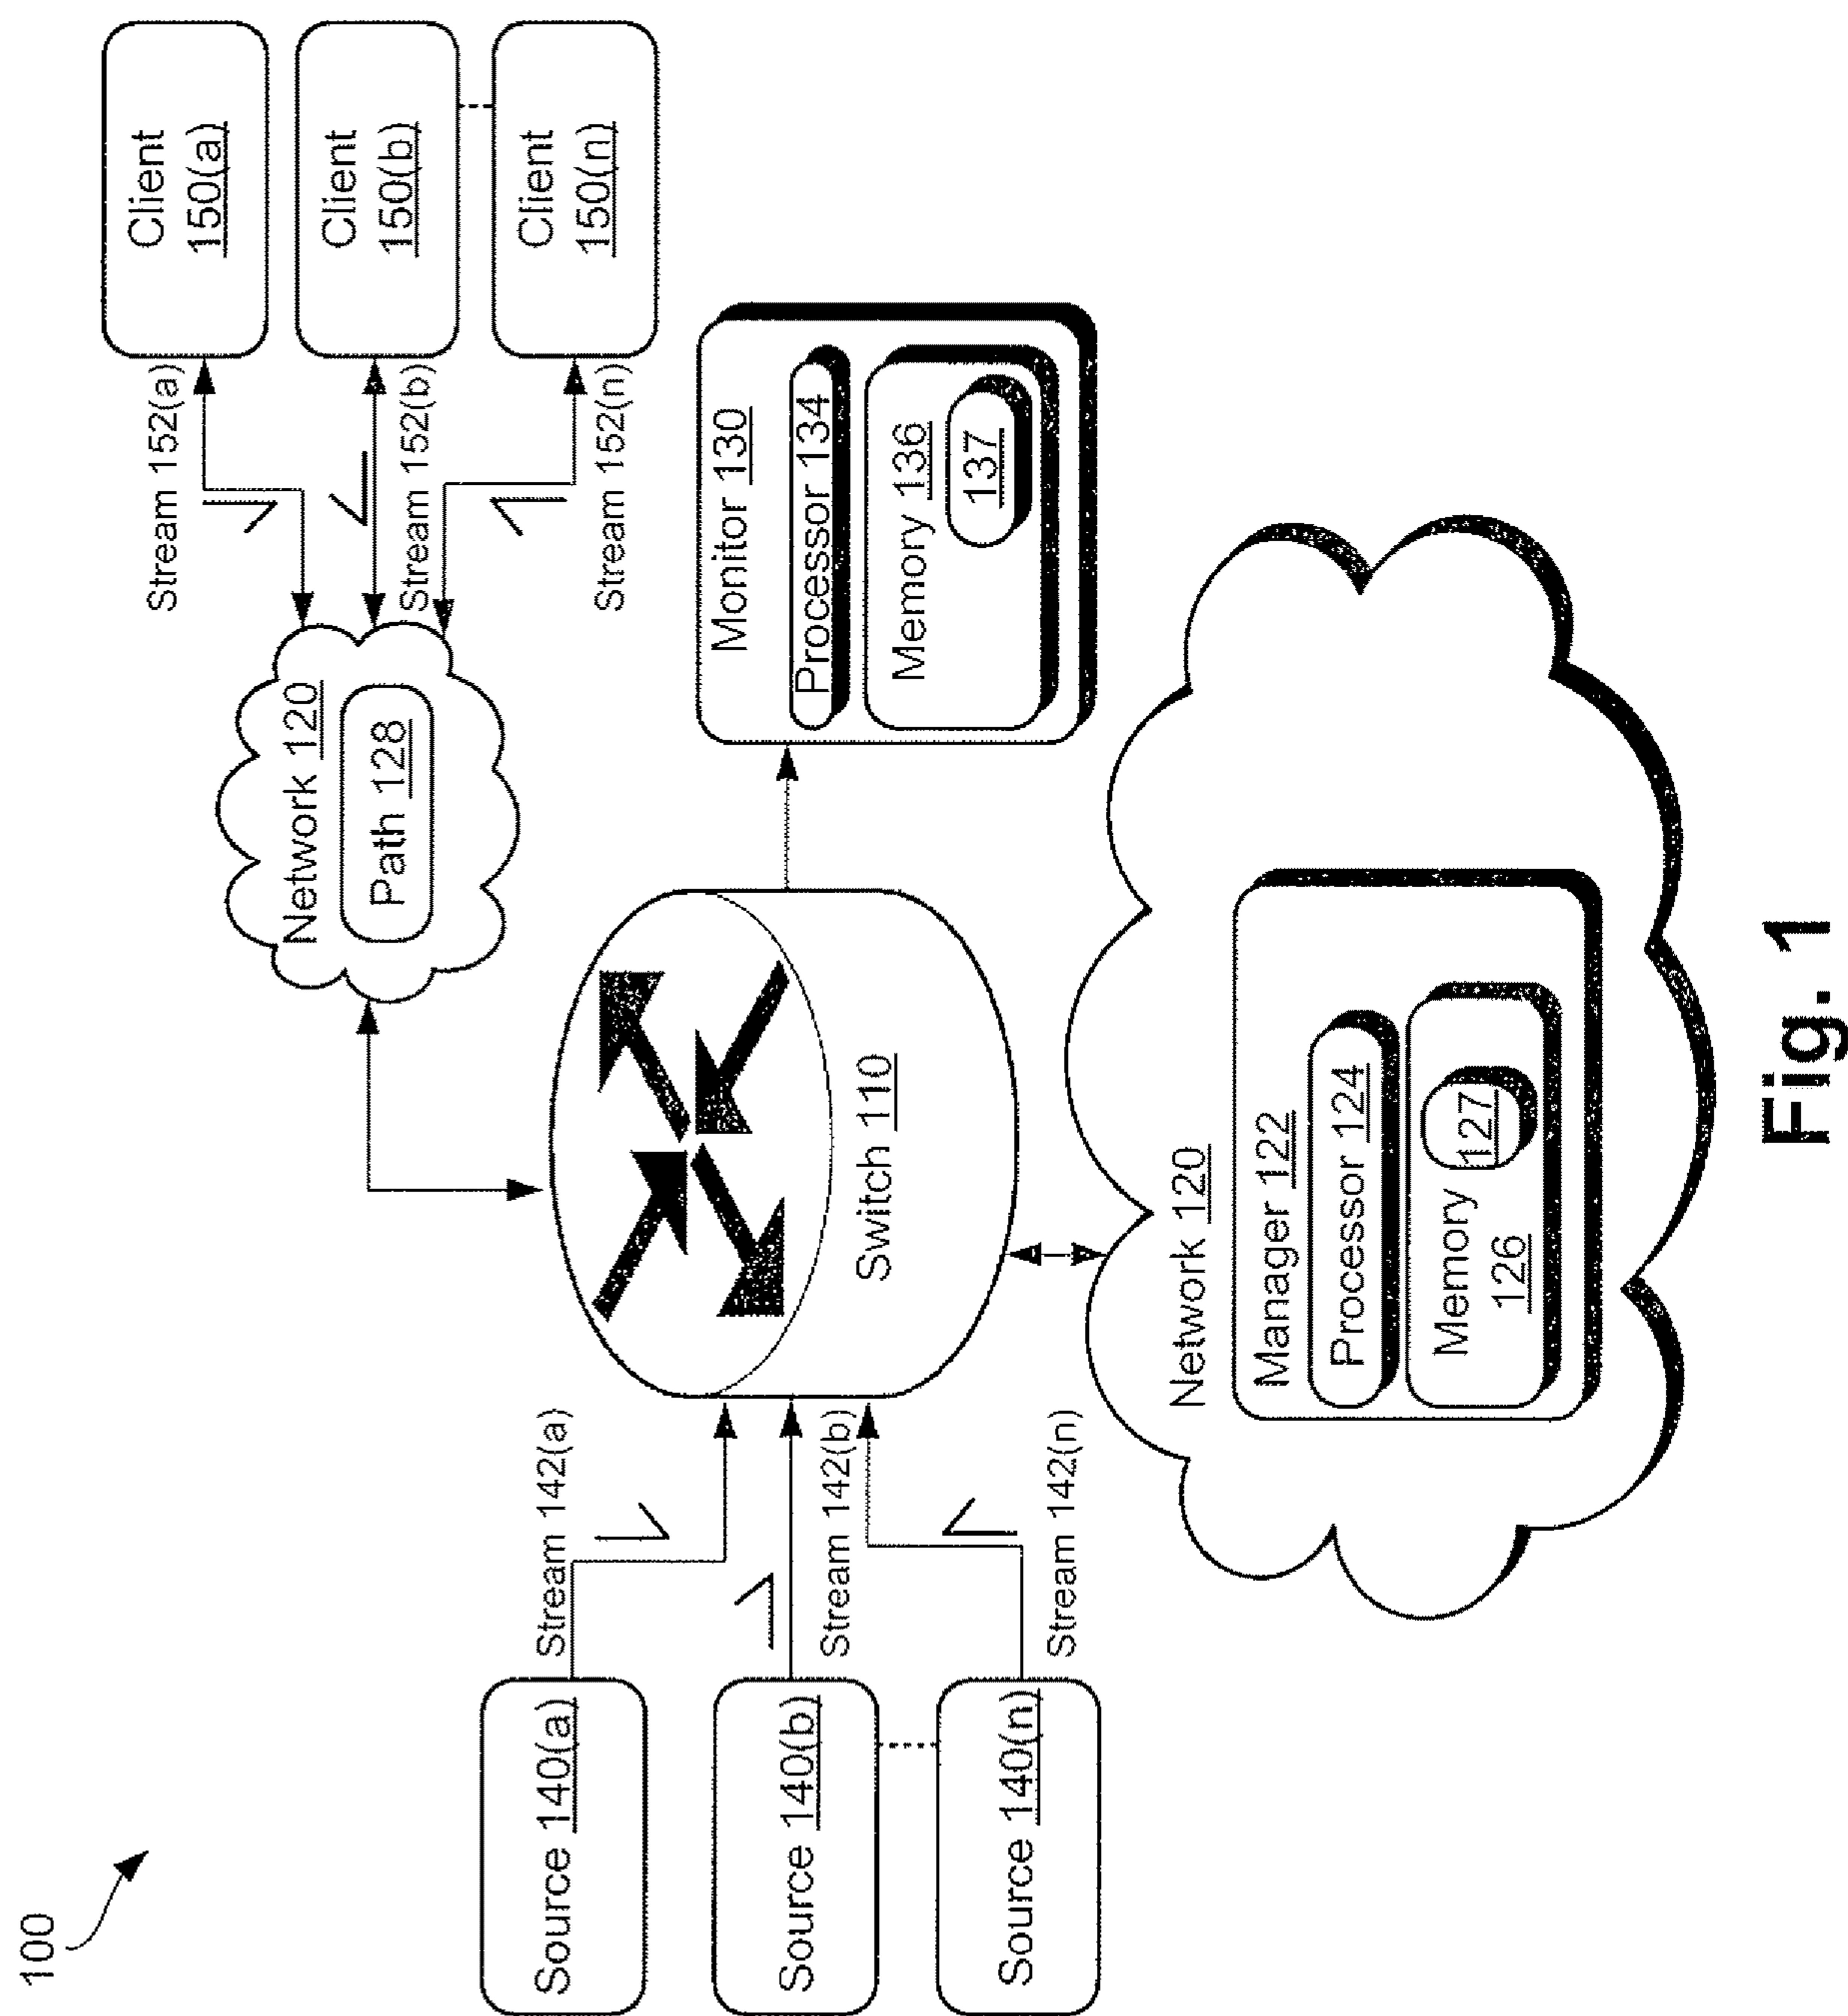 100
Source 140(a)
Source 140(b)
Source 140(n)
Stream 142(a)
Stream 142(b)
Stream 142(n)
Switch 110
Network 120
Path 128
Stream 152(a)
Stream 152(b)
Stream 152(n)
Client
150(a)
Client
150(b)
Client
150(n)
Monitor 130
Processor 134
Memory 136
137
Network 120
Manager 122
Processor 124
Memory
126
127
Fig. 1